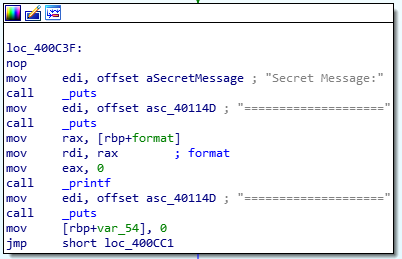 loc_400C3F:
nop
mov     edi, offset aSecretMessage ; "Secret Message:"
call    _puts
mov     edi, offset asc_40114D ; "===================="
call    _puts
mov     rax, [rbp+format]
mov     rdi, rax        ; format
mov     eax, 0
call    _printf
mov     edi, offset asc_40114D ; "===================="
call    _puts
mov     [rbp+var_54], 0
jmp     short loc_400CC1